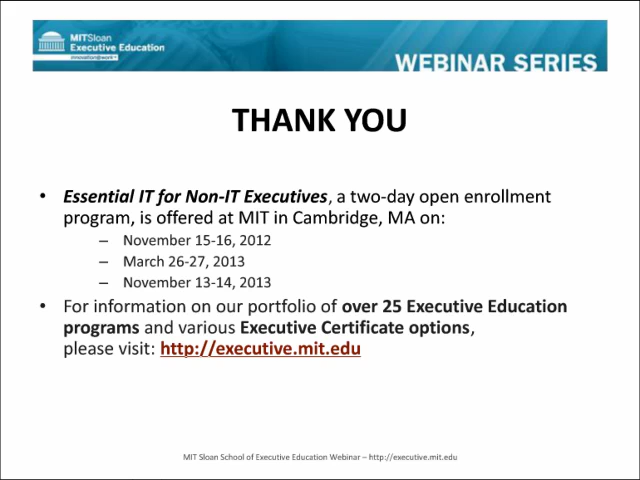 MITSloan
Executive Education
innovation@work™
WEBINAR SERIES
THANK YOU
• Essential IT for Non-IT Executives, a two-day open enrollment
program, is offered at MIT in Cambridge, MA on:
– November 15-16, 2012
– March 26-27, 2013
– November 13-14, 2013
• For information on our portfolio of over 25 Executive Education
programs and various Executive Certificate options,
please visit: http://executive.mit.edu
MIT Sloan School of Executive Education Webinar – http://executive.mit.edu